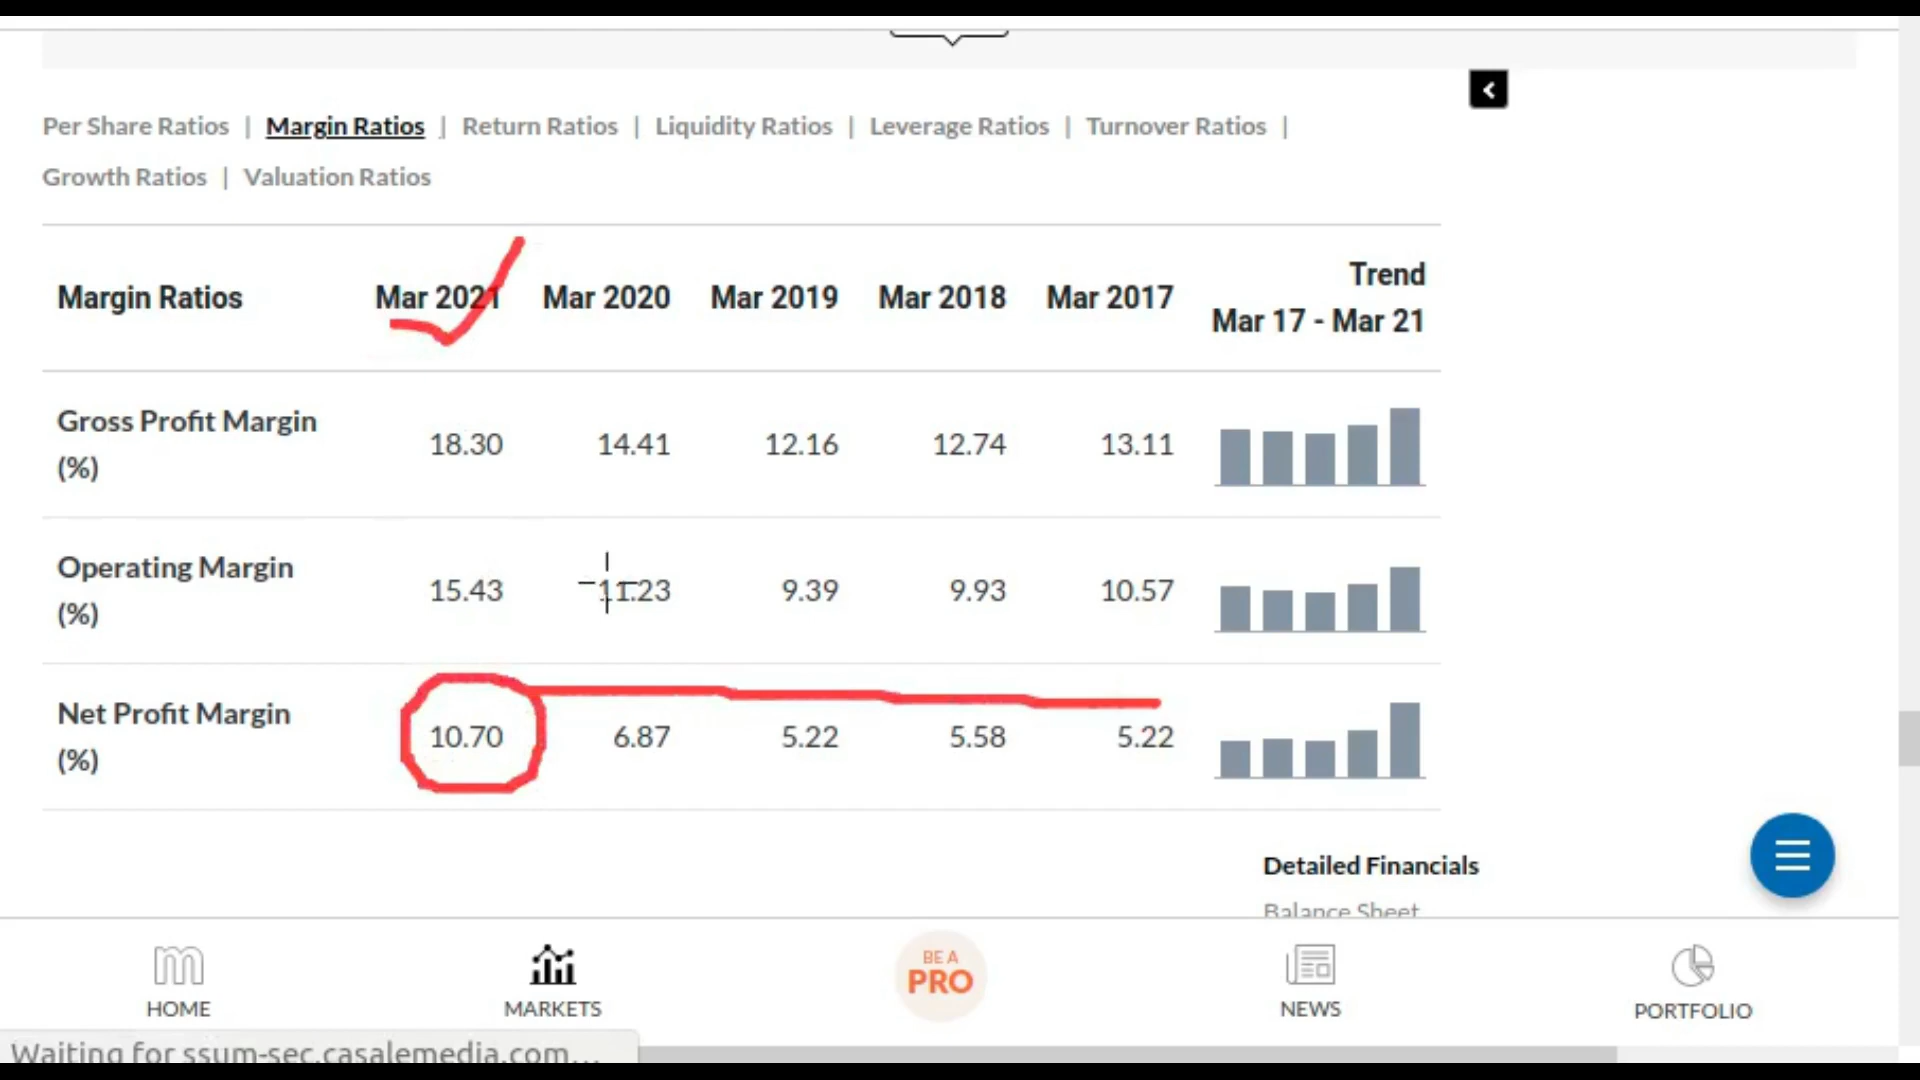 Per Share Ratios | Margin Ratios | Return Ratios | Liquidity Ratios | Leverage Ratios | Turnover Ratios |
Growth Ratios | Valuation Ratios
Margin Ratios Mar 2021 Mar 2020 Mar 2019 Mar 2018 Mar 2017 Trend
Mar 17 - Mar 21
Gross Profit Margin
(%) 18.30 14.41 12.16 12.74 13.11
Operating Margin
(%) 15.43 11.23 9.39 9.93 10.57
Net Profit Margin
(%) 10.70 6.87 5.22 5.58 5.22
Detailed Financials
Balance Sheet
HOME MARKETS BE A PRO NEWS PORTFOLIO
Waiting for ssum-sec.casalemedia.com...